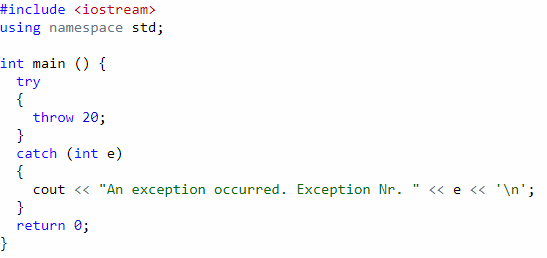 #include <iostream>
using namespace std;

int main () {
  try
  {
    throw 20;
  }
  catch (int e)
  {
    cout << "An exception occurred. Exception Nr. " << e << '\n';
  }
  return 0;
}